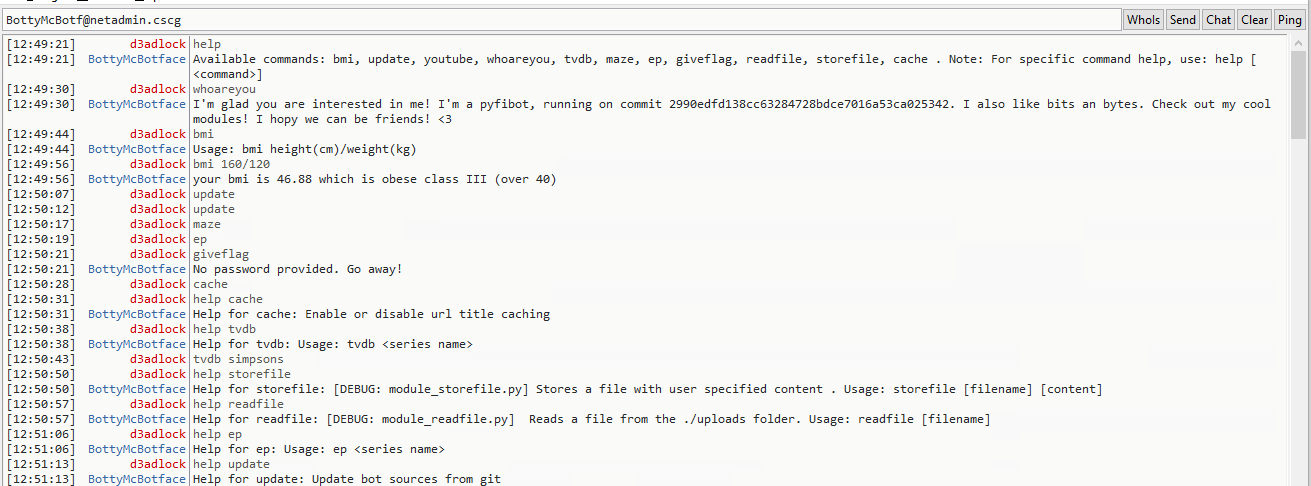 BottyMcBotf@netadmin.cscg WhoIs Send Chat Clear Ping
[12:49:21] d3adlock help
[12:49:21] BottyMcBotface Available commands: bmi, update, youtube, whoareyou, tvdb, maze, ep, giveflag, readfile, storefile, cache . Note: For specific command help, use: help [
<command>]
[12:49:30] d3adlock whoareyou
[12:49:30] BottyMcBotface I'm glad you are interested in me! I'm a pyfibot, running on commit 2990edfd138cc63284728bdce7016a53ca025342. I also like bits an bytes. Check out my cool
modules! I hopy we can be friends! <3
[12:49:44] d3adlock bmi
[12:49:44] BottyMcBotface Usage: bmi height(cm)/weight(kg)
[12:49:56] d3adlock bmi 160/120
[12:49:56] BottyMcBotface your bmi is 46.88 which is obese class III (over 40)
[12:50:07] d3adlock update
[12:50:12] d3adlock update
[12:50:17] d3adlock maze
[12:50:19] d3adlock ep
[12:50:21] d3adlock giveflag
[12:50:21] BottyMcBotface No password provided. Go away!
[12:50:28] d3adlock cache
[12:50:31] d3adlock help cache
[12:50:31] BottyMcBotface Help for cache: Enable or disable url title caching
[12:50:38] d3adlock help tvdb
[12:50:38] BottyMcBotface Help for tvdb: Usage: tvdb <series name>
[12:50:43] d3adlock tvdb simpsons
[12:50:50] d3adlock help storefile
[12:50:50] BottyMcBotface Help for storefile: [DEBUG: module_storefile.py] Stores a file with user specified content . Usage: storefile [filename] [content]
[12:50:57] d3adlock help readfile
[12:50:57] BottyMcBotface Help for readfile: [DEBUG: module_readfile.py]  Reads a file from the ./uploads folder. Usage: readfile [filename]
[12:51:06] d3adlock help ep
[12:51:06] BottyMcBotface Help for ep: Usage: ep <series name>
[12:51:13] d3adlock help update
[12:51:13] BottyMcBotface Help for update: Update bot sources from git